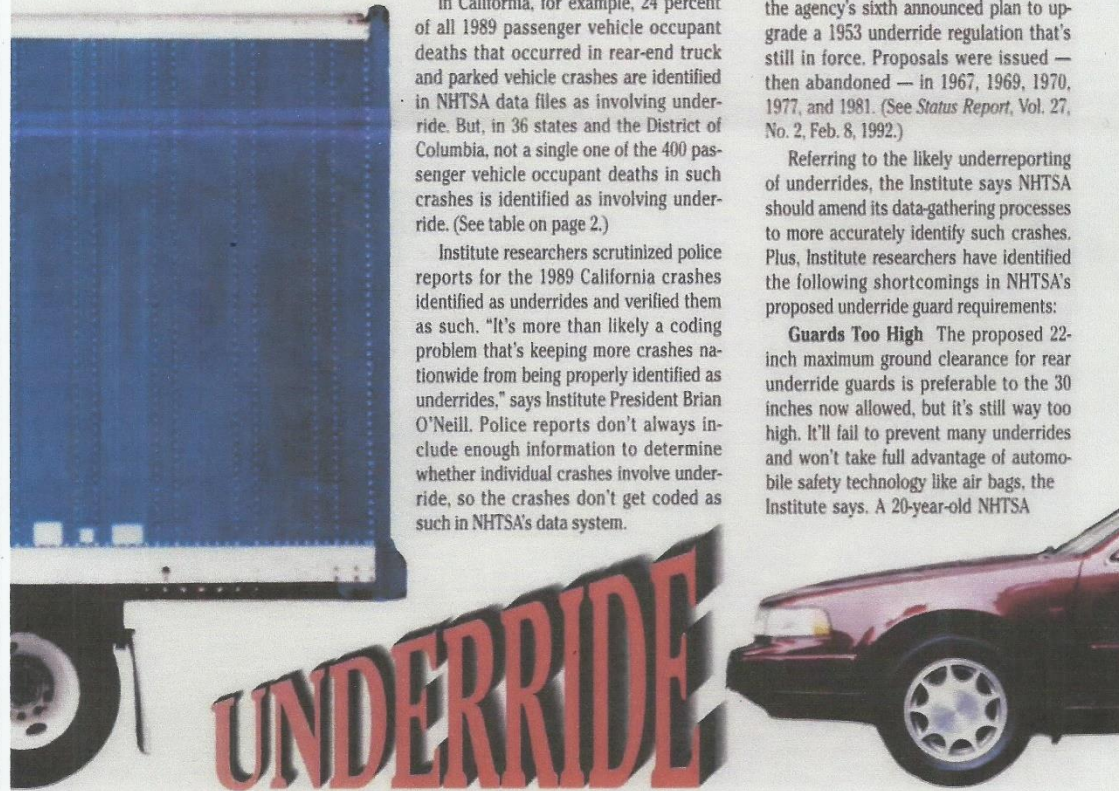 In California, for example, 24 percent
of all 1989 passenger vehicle occupant
deaths that occurred in rear-end truck
and parked vehicle crashes are identified
in NHTSA data files as involving under-
ride. But, in 36 states and the District of
Columbia, not a single one of the 400 pas-
senger vehicle occupant deaths in such
crashes is identified as involving under-
ride. (See table on page 2.)
Institute researchers scrutinized police
reports for the 1989 California crashes
identified as underrides and verified them
as such. "It's more than likely a coding
problem that's keeping more crashes na-
tionwide from being properly identified as
underrides," says Institute President Brian
O'Neill. Police reports don't always in-
clude enough information to determine
whether individual crashes involve under-
ride, so the crashes don't get coded as
such in NHTSA's data system.
the agency's sixth announced plan to up-
grade a 1953 underride regulation that's
still in force. Proposals were issued —
then abandoned — in 1967, 1969, 1970,
1977, and 1981. (See Status Report, Vol. 27,
No. 2, Feb. 8, 1992.)
Referring to the likely underreporting
of underrides, the Institute says NHTSA
should amend its data-gathering processes
to more accurately identify such crashes.
Plus, Institute researchers have identified
the following shortcomings in NHTSA's
proposed underride guard requirements:
Guards Too High The proposed 22-
inch maximum ground clearance for rear
underride guards is preferable to the 30
inches now allowed, but it's still way too
high. It'll fail to prevent many underrides
and won't take full advantage of automo-
bile safety technology like air bags, the
Institute says. A 20-year-old NHTSA
UNDERRIDE